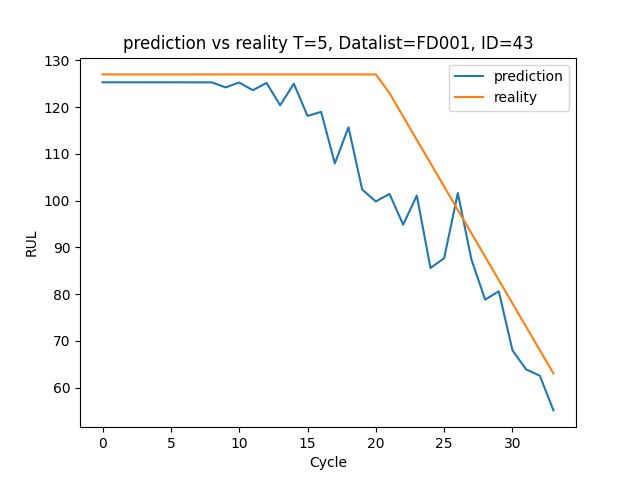 prediction vs reality T=5, Datalist=FD001, ID=43
prediction
reality
130
120
110
100
90
80
70
60
RUL
0 5 10 15 20 25 30
Cycle